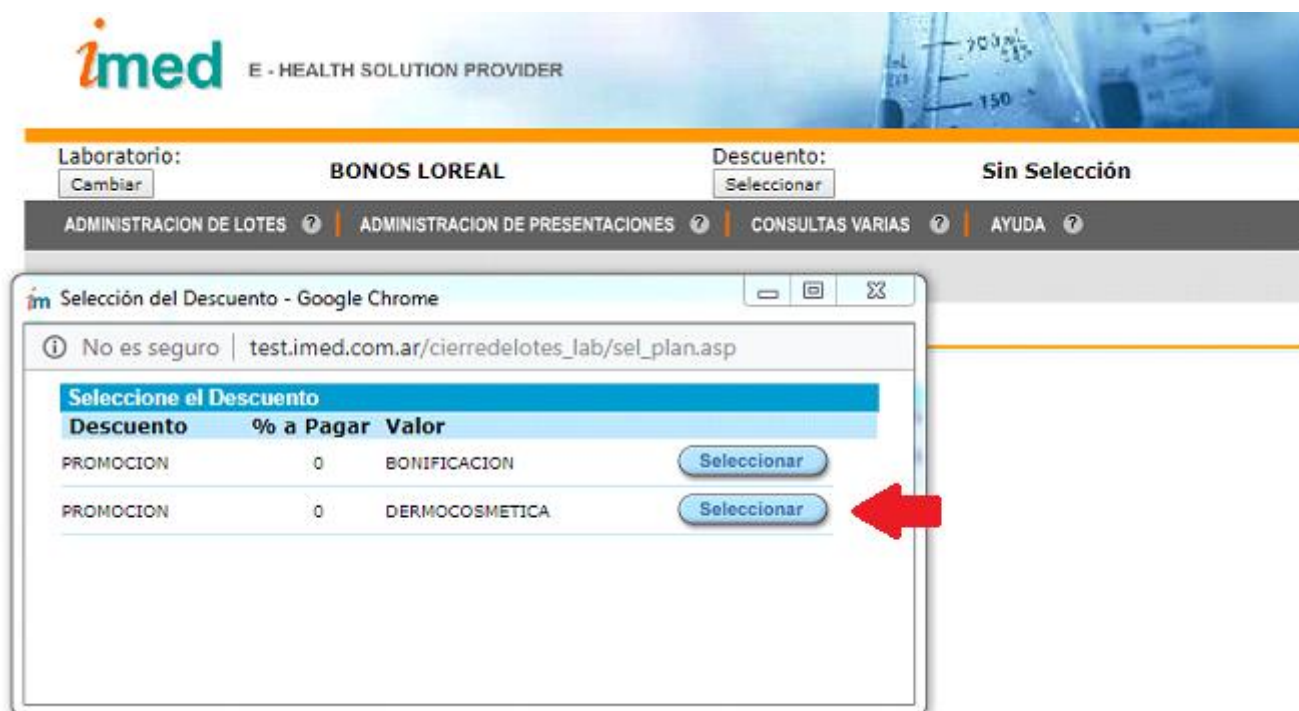 imed E - HEALTH SOLUTION PROVIDER
150
Laboratorio: BONOS LOREAL Descuento: Sin Selección
Cambiar Seleccionar
ADMINISTRACION DE LOTES ? ADMINISTRACION DE PRESENTACIONES ? CONSULTAS VARIAS ? AYUDA ?
im Selección del Descuento - Google Chrome
No es seguro | test.imed.com.ar/cierredelotes_lab/sel_plan.asp
Seleccione el Descuento
Descuento % a Pagar Valor
PROMOCION 0 BONIFICACION Seleccionar
PROMOCION 0 DERMOCOSMETICA Seleccionar